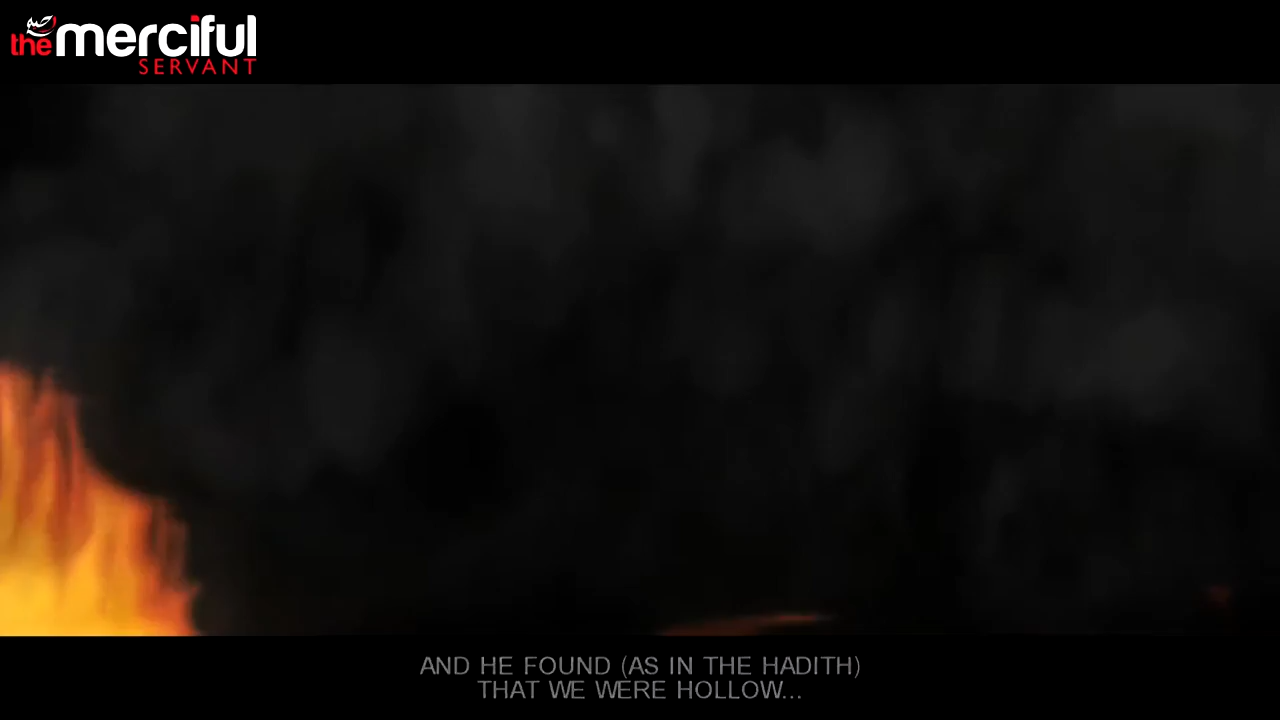 the merciful
SERVANT
AND HE FOUND (AS IN THE HADITH)
THAT WE WERE HOLLOW...